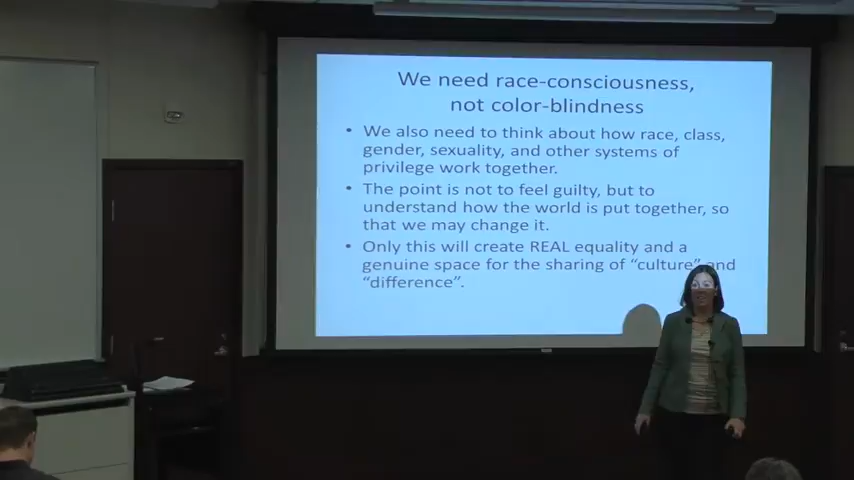 We need race-consciousness,
not color-blindness
• We also need to think about how race, class,
gender, sexuality, and other systems of
privilege work together.
• The point is not to feel guilty, but to
understand how the world is put together, so
that we may change it.
• Only this will create REAL equality and a
genuine space for the sharing of “culture” and
“difference”.